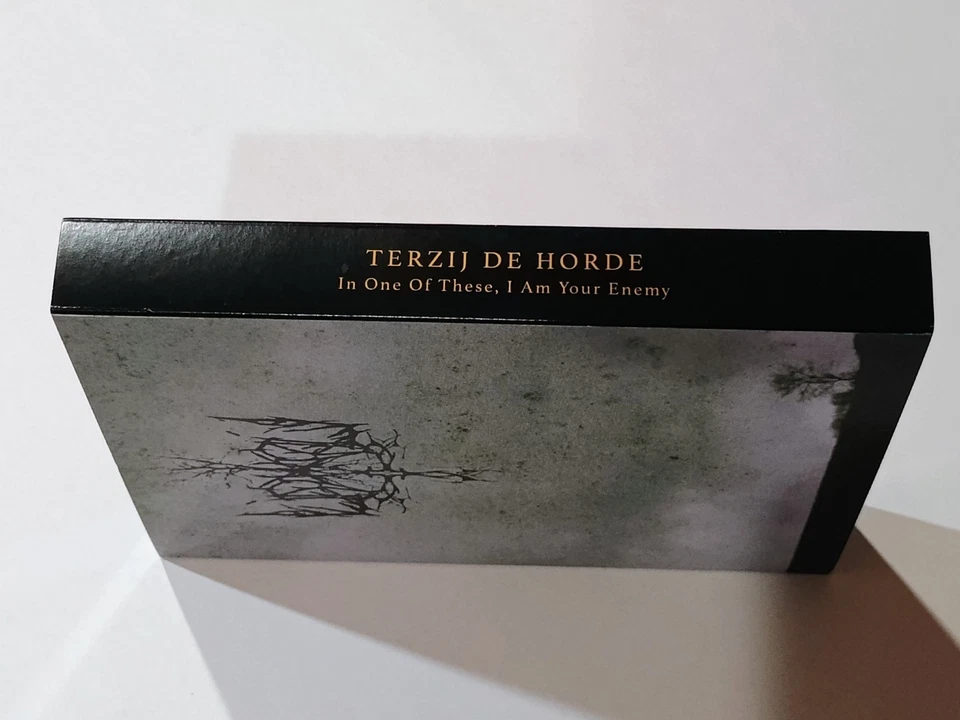 TERZIJ DE HORDE
In One Of These, I Am Your Enemy